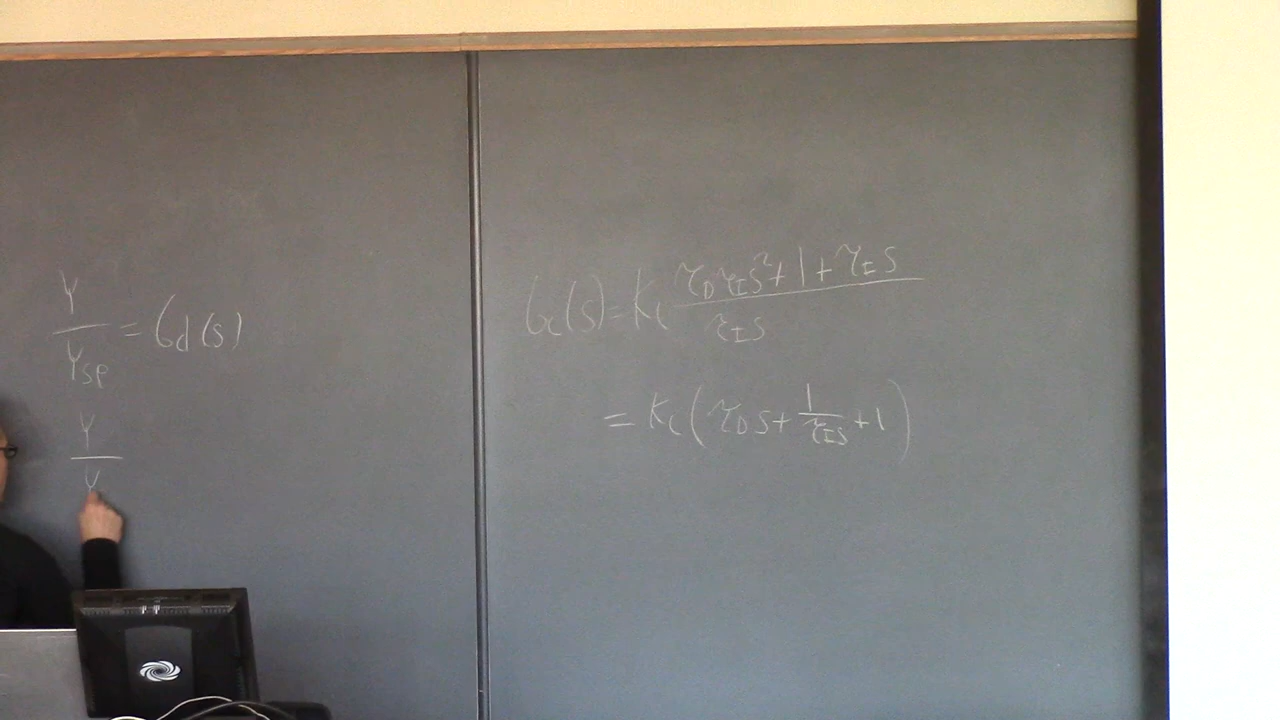 Y/Ysp = Gd(s)
Y/Y
Gc(s) = Kc (τDτIs²+1+τIs)/(τIs)
= Kc(τDs+1/(τIs)+1)